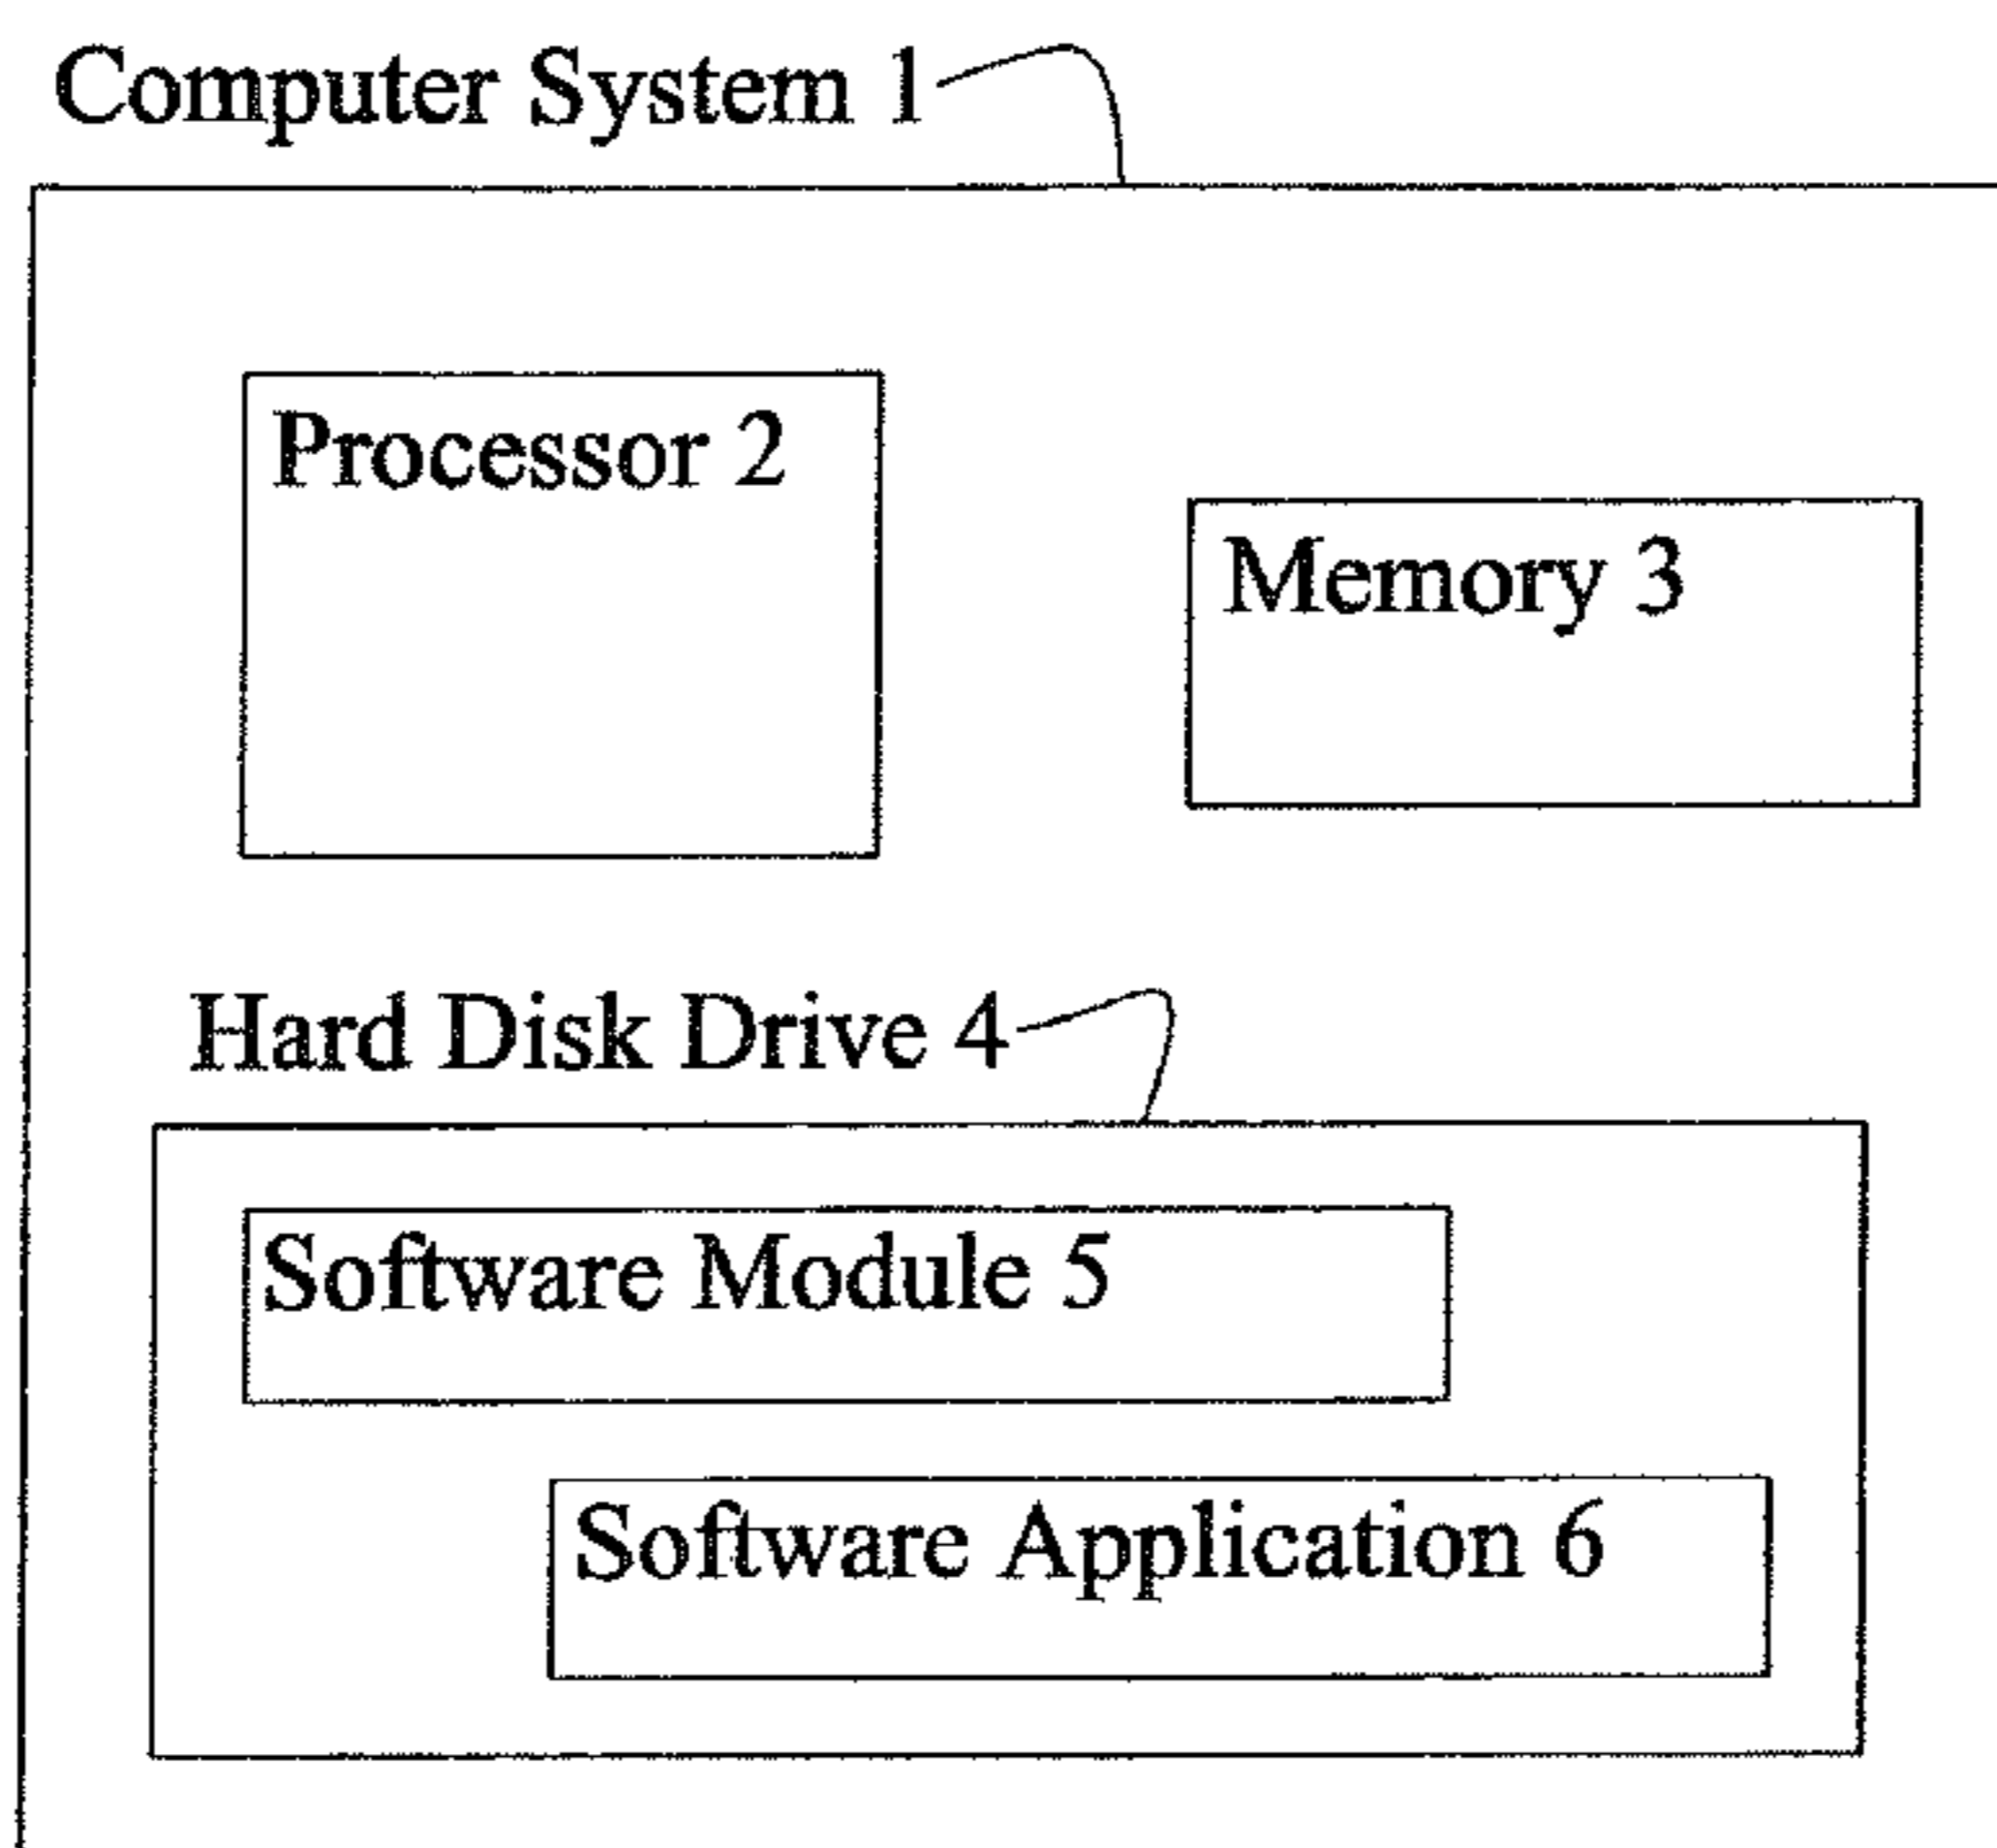 Computer System 1
Processor 2
Memory 3
Hard Disk Drive 4
Software Module 5
Software Application 6